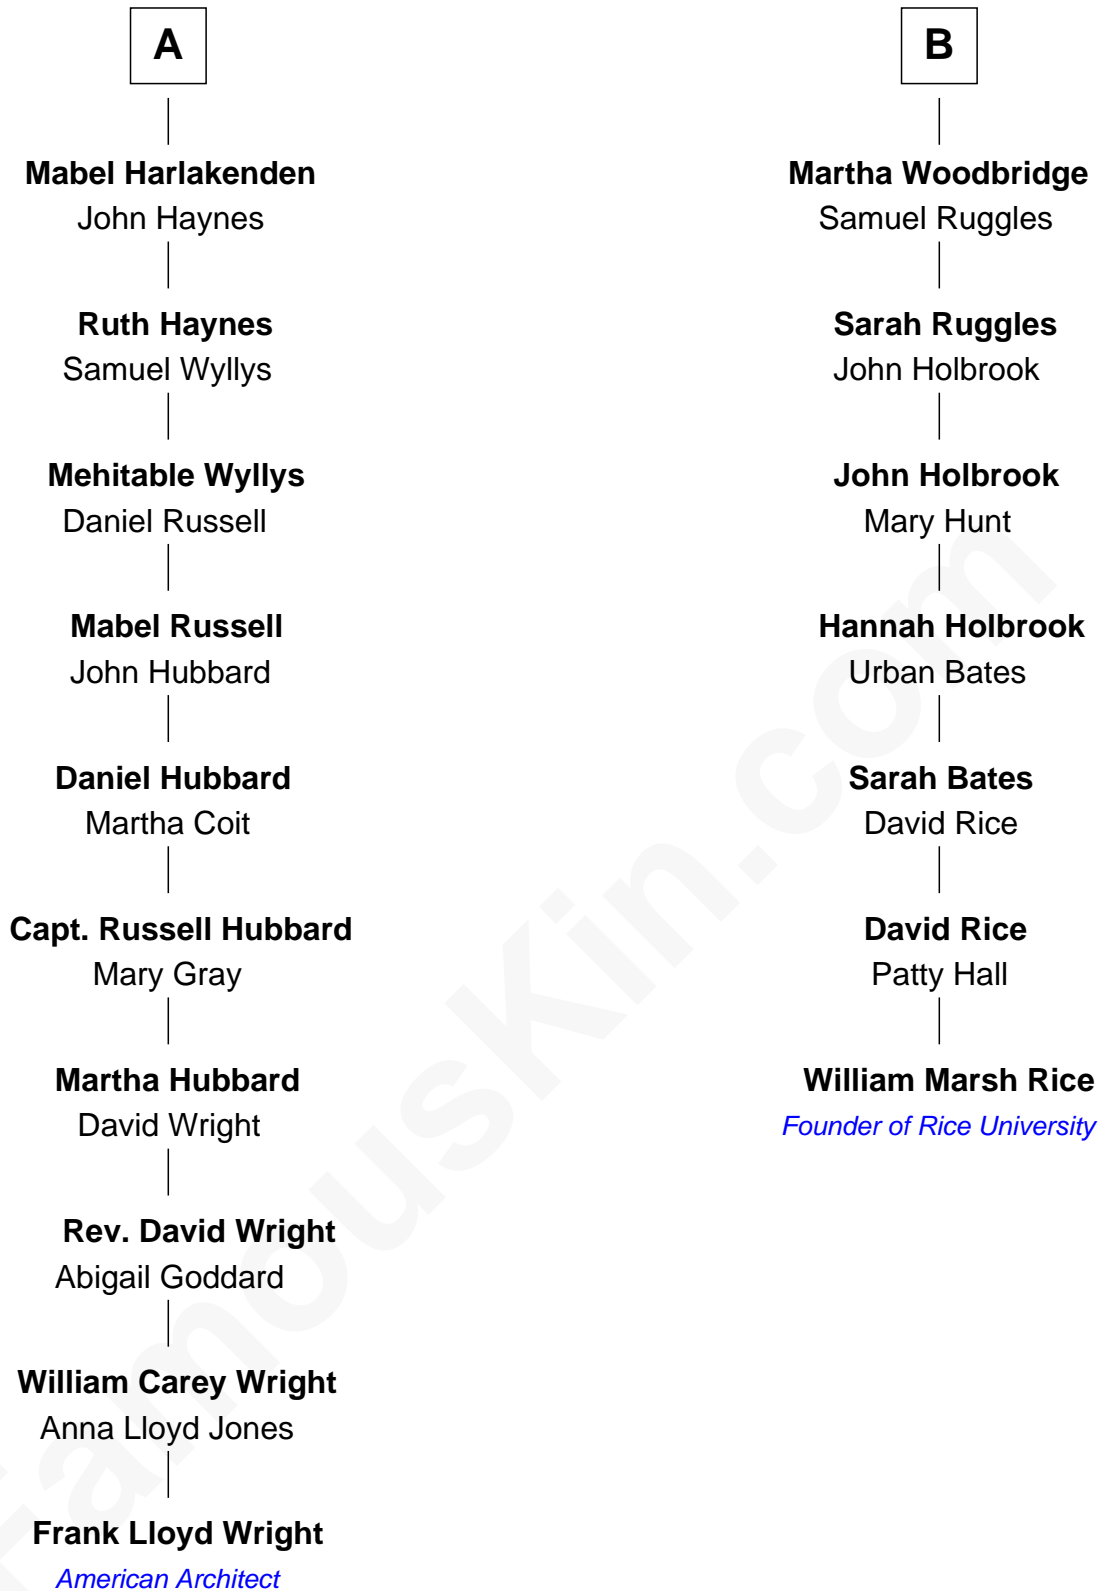 A
Mabel Harlakenden
John Haynes
Ruth Haynes
Samuel Wyllys
Mehitable Wyllys
Daniel Russell
Mabel Russell
John Hubbard
Daniel Hubbard
Martha Coit
Capt. Russell Hubbard
Mary Gray
Martha Hubbard
David Wright
Rev. David Wright
Abigail Goddard
William Carey Wright
Anna Lloyd Jones
Frank Lloyd Wright
American Architect
B
Martha Woodbridge
Samuel Ruggles
Sarah Ruggles
John Holbrook
John Holbrook
Mary Hunt
Hannah Holbrook
Urban Bates
Sarah Bates
David Rice
David Rice
Patty Hall
William Marsh Rice
Founder of Rice University
FamousKin.com